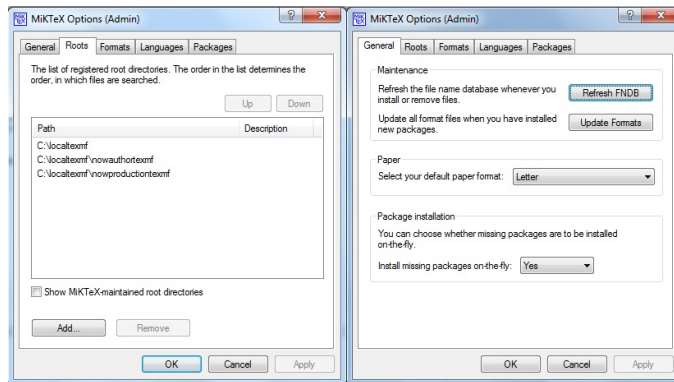 MiKTeX Options (Admin)
General Roots Formats Languages Packages
The list of registered root directories. The order in the list determines the
order, in which files are searched.
Up Down
Path Description
C:\localtexmf
C:\localtexmf\nowauthortexmf
C:\localtexmf\nowproductiontexmf
Show MiKTeX-maintained root directories
Add... Remove
OK Cancel Apply
MiKTeX Options (Admin)
General Roots Formats Languages Packages
Maintenance
Refresh the file name database whenever you
install or remove files.
Refresh FNDB
Update all format files when you have installed
new packages.
Update Formats
Paper
Select your default paper format: Letter
Package installation
You can choose whether missing packages are to be installed
on-the-fly.
Install missing packages on-the-fly: Yes
OK Cancel Apply